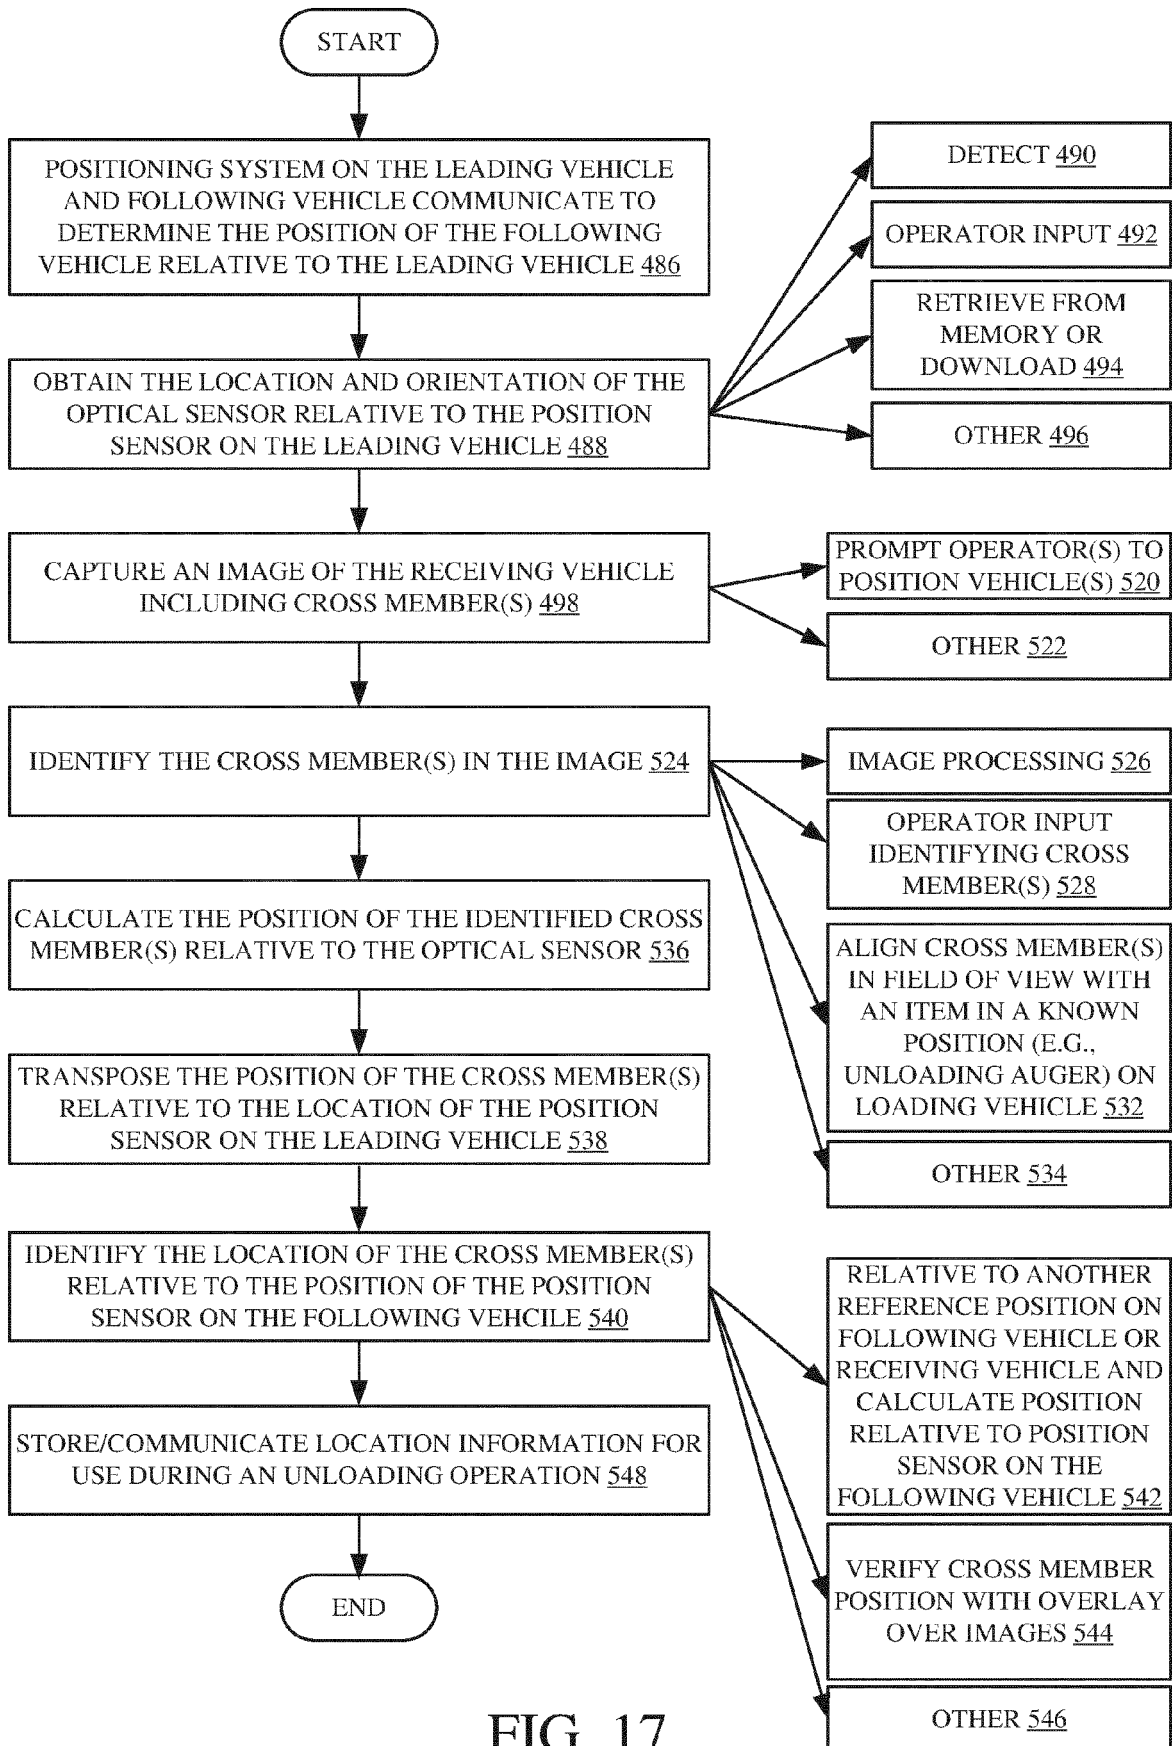 START
POSITIONING SYSTEM ON THE LEADING VEHICLE
AND FOLLOWING VEHICLE COMMUNICATE TO
DETERMINE THE POSITION OF THE FOLLOWING
VEHICLE RELATIVE TO THE LEADING VEHICLE 486
DETECT 490
OPERATOR INPUT 492
RETRIEVE FROM
MEMORY OR
DOWNLOAD 494
OTHER 496
OBTAIN THE LOCATION AND ORIENTATION OF THE
OPTICAL SENSOR RELATIVE TO THE POSITION
SENSOR ON THE LEADING VEHICLE 488
CAPTURE AN IMAGE OF THE RECEIVING VEHICLE
INCLUDING CROSS MEMBER(S) 498
PROMPT OPERATOR(S) TO
POSITION VEHICLE(S) 520
OTHER 522
IDENTIFY THE CROSS MEMBER(S) IN THE IMAGE 524
IMAGE PROCESSING 526
OPERATOR INPUT
IDENTIFYING CROSS
MEMBER(S) 528
ALIGN CROSS MEMBER(S)
IN FIELD OF VIEW WITH
AN ITEM IN A KNOWN
POSITION (E.G.,
UNLOADING AUGER) ON
LOADING VEHICLE 532
OTHER 534
CALCULATE THE POSITION OF THE IDENTIFIED CROSS
MEMBER(S) RELATIVE TO THE OPTICAL SENSOR 536
TRANSPOSE THE POSITION OF THE CROSS MEMBER(S)
RELATIVE TO THE LOCATION OF THE POSITION
SENSOR ON THE LEADING VEHICLE 538
IDENTIFY THE LOCATION OF THE CROSS MEMBER(S)
RELATIVE TO THE POSITION OF THE POSITION
SENSOR ON THE FOLLOWING VEHCILE 540
RELATIVE TO ANOTHER
REFERENCE POSITION ON
FOLLOWING VEHICLE OR
RECEIVING VEHICLE AND
CALCULATE POSITION
RELATIVE TO POSITION
SENSOR ON THE
FOLLOWING VEHICLE 542
VERIFY CROSS MEMBER
POSITION WITH OVERLAY
OVER IMAGES 544
OTHER 546
STORE/COMMUNICATE LOCATION INFORMATION FOR
USE DURING AN UNLOADING OPERATION 548
END
FIG. 17